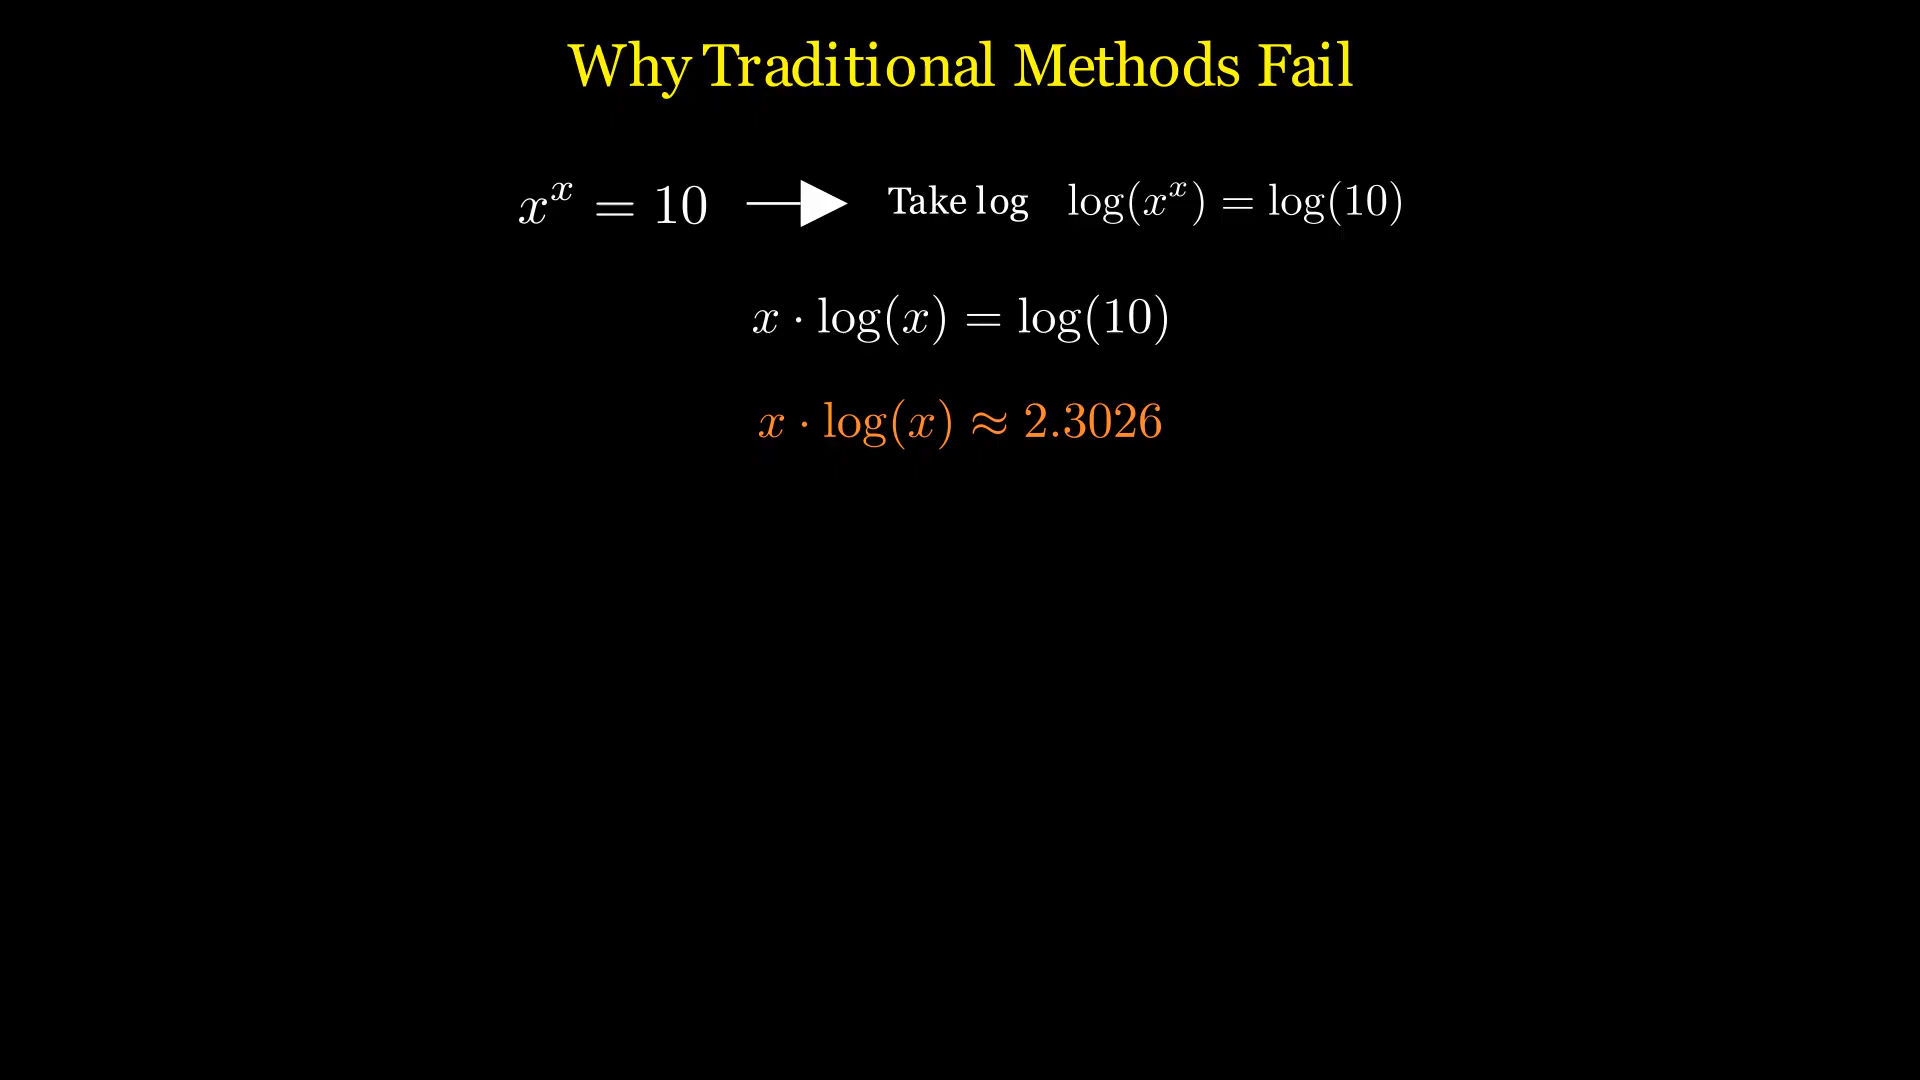 Why Traditional Methods Fail
x^x = 10 → Take log log(x^x) = log(10)
x · log(x) = log(10)
x · log(x) ≈ 2.3026